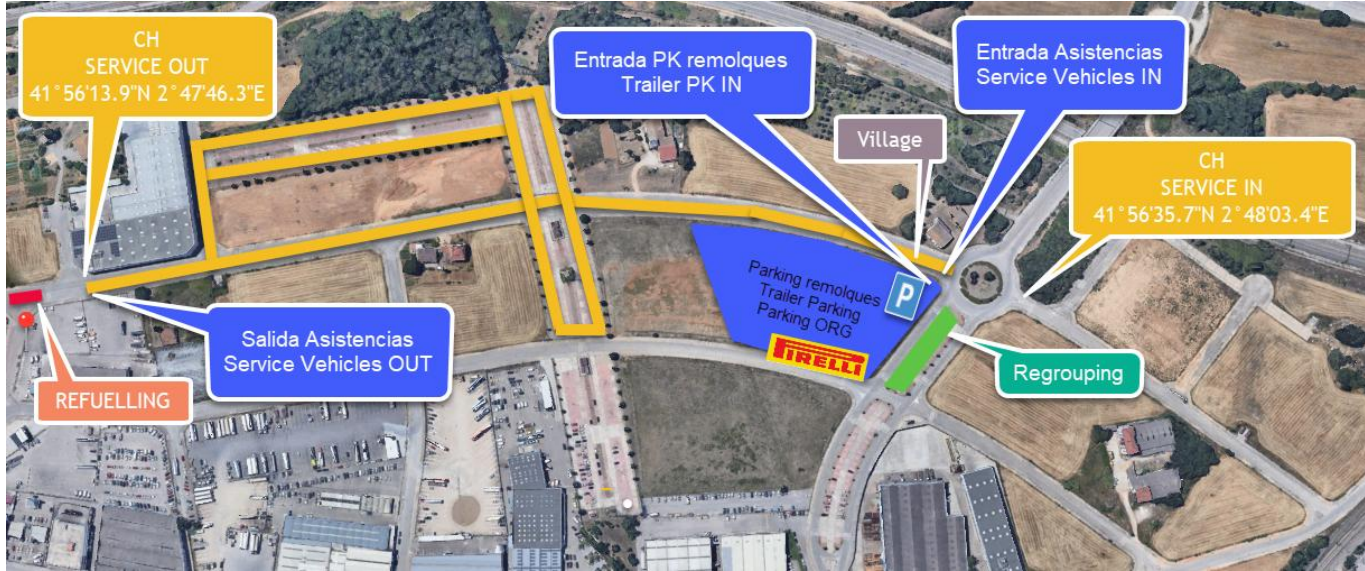 CH
SERVICE OUT
41°56'13.9"N 2°47'46.3"E
Entrada PK remolques
Trailer PK IN
Entrada Asistencias
Service Vehicles IN
Village
CH
SERVICE IN
41°56'35.7"N 2°48'03.4"E
Parking remolques
Trailer Parking
Parking ORG
P
PIRELLI
Salida Asistencias
Service Vehicles OUT
Regrouping
REFUELLING